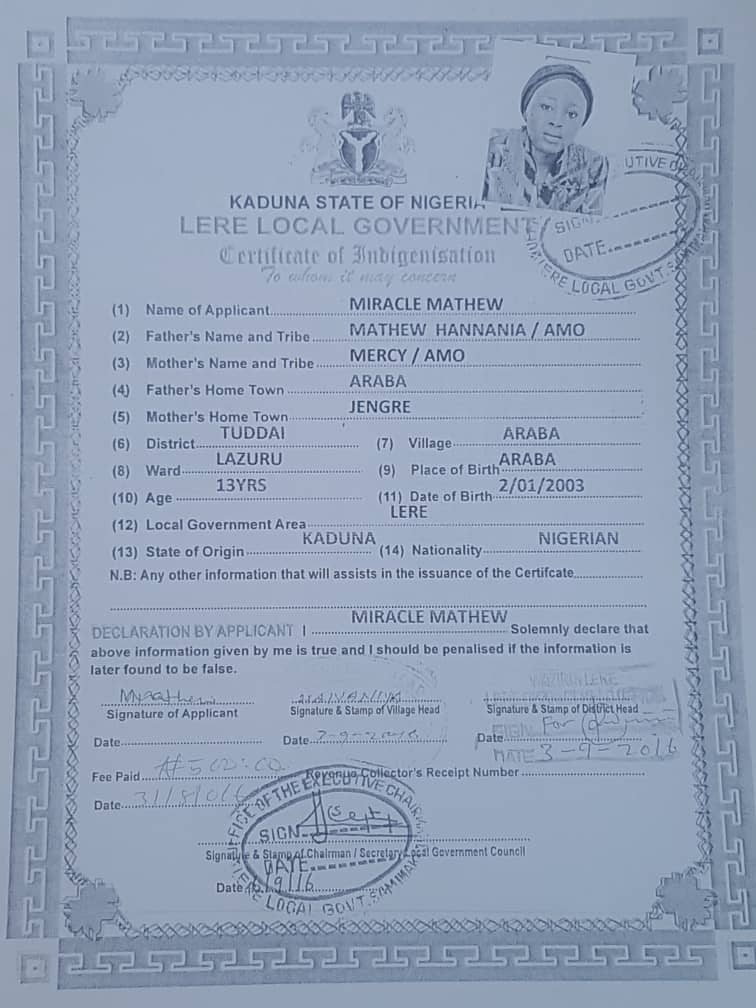 KADUNA STATE OF NIGERIA
LERE LOCAL GOVERNMENT
Certificate of Indigenisation
To whom it may concern
UTIVE C
SIGN
DATE
LERE LOCAL GOVT. S
(1) Name of Applicant MIRACLE MATHEW
(2) Father's Name and Tribe MATHEW HANNANIA / AMO
(3) Mother's Name and Tribe MERCY / AMO
(4) Father's Home Town ARABA
(5) Mother's Home Town JENGRE
(6) District TUDDAI (7) Village ARABA
(8) Ward LAZURU (9) Place of Birth ARABA
(10) Age 13YRS (11) Date of Birth 2/01/2003
(12) Local Government Area LERE
(13) State of Origin KADUNA (14) Nationality NIGERIAN
N.B: Any other information that will assists in the issuance of the Certifcate
DECLARATION BY APPLICANT I MIRACLE MATHEW Solemnly declare that
above information given by me is true and I should be penalised if the information is
later found to be false.
Signature of Applicant Signature & Stamp of Village Head Signature & Stamp of District Head
Date Date 3-9-2016 Date
SIGN For
DATE 3-9-2016
Fee Paid ₦500:00 Revenue Collector's Receipt Number
Date 31/8/016
OFFICE OF THE EXECUTIVE CHAIRMAN
SIGN
Signature & Stamp of Chairman / Secretary Local Government Council
DATE
Date
LERE LOCAL GOVT. SAMINAKA